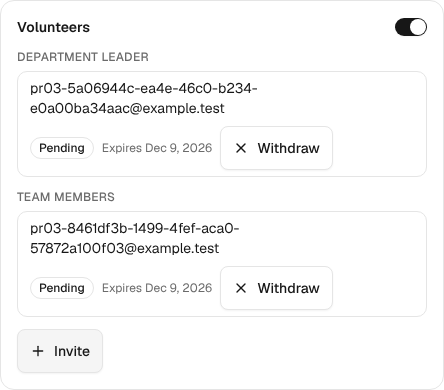 Volunteers
DEPARTMENT LEADER
pr03-5a06944c-ea4e-46c0-b234-
e0a00ba34aac@example.test
Pending Expires Dec 9, 2026 Withdraw
TEAM MEMBERS
pr03-8461df3b-1499-4fef-aca0-
57872a100f03@example.test
Pending Expires Dec 9, 2026 Withdraw
Invite